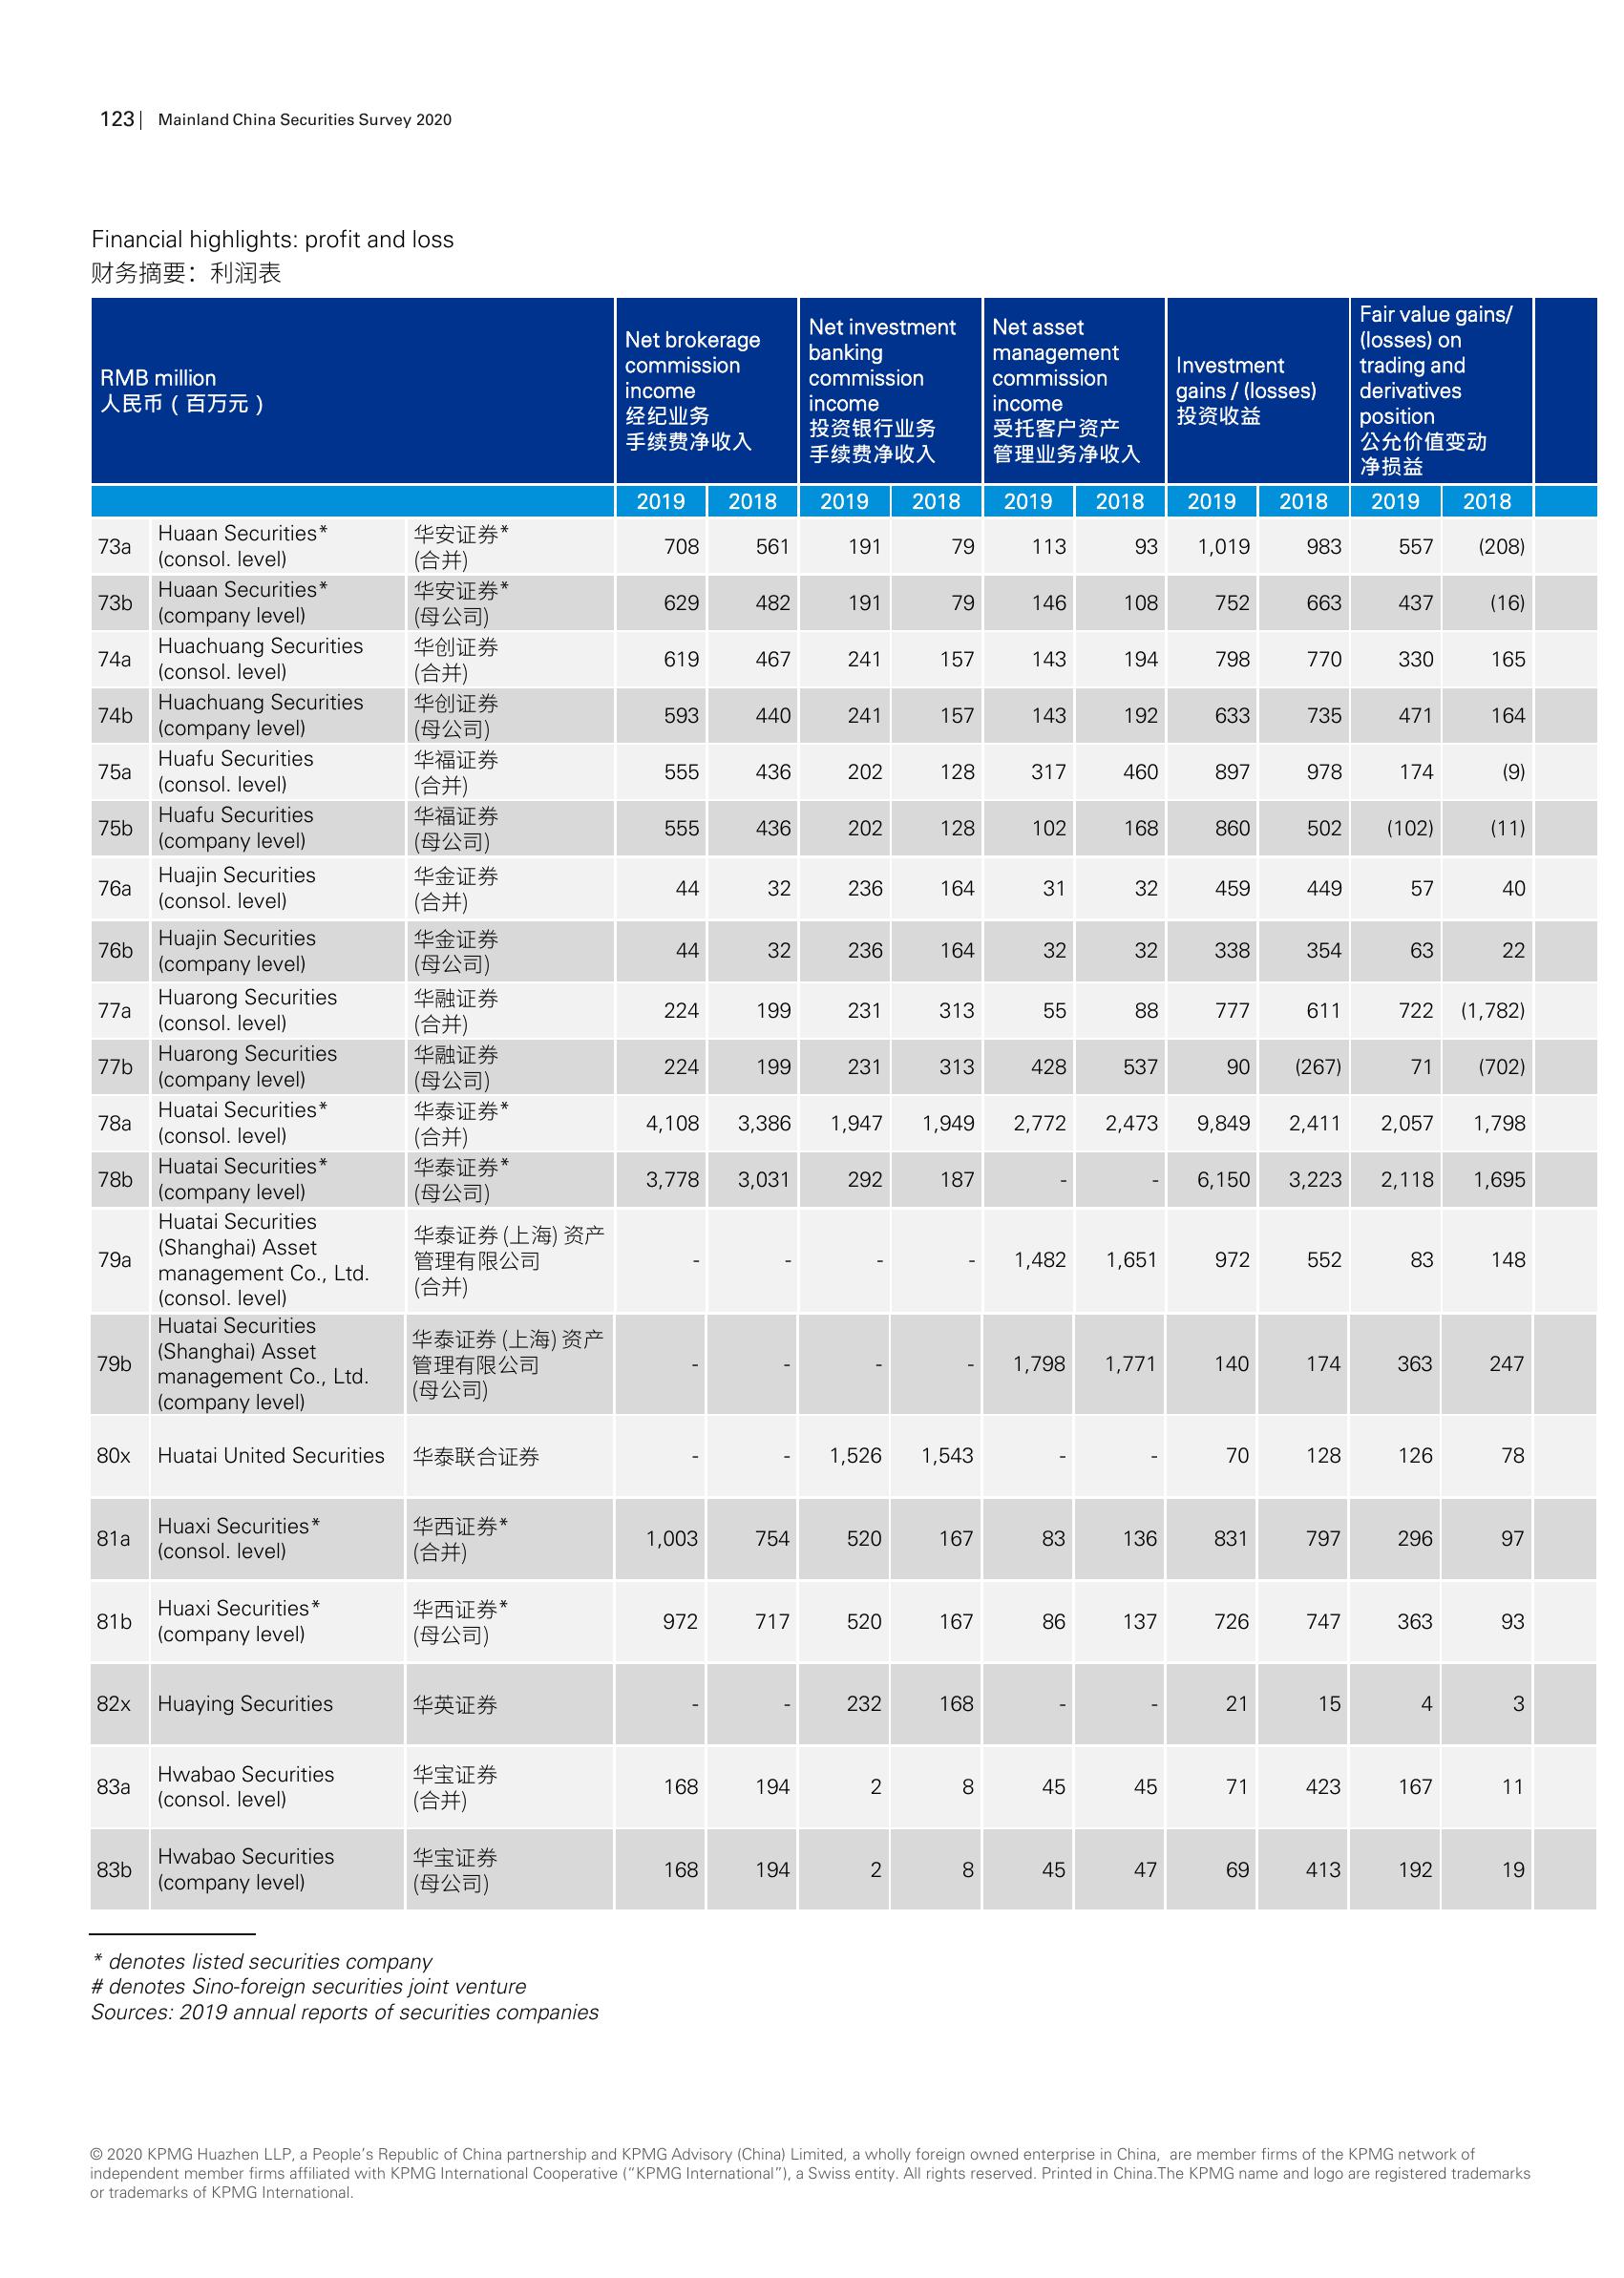 123 | Mainland China Securities Survey 2020
Financial highlights: profit and loss
财务摘要：利润表
RMB million
人民币（百万元）
Net brokerage
commission
income
经纪业务
手续费净收入
Net investment
banking
commission
income
投资银行业务
手续费净收入
Net asset
management
commission
income
受托客户资产
管理业务净收入
Investment
gains / (losses)
投资收益
Fair value gains/
(losses) on
trading and
derivatives
position
公允价值变动
净损益
2019 2018 2019 2018 2019 2018 2019 2018 2019 2018
73a Huaan Securities* (consol. level) 华安证券* (合并) 708 561 191 79 113 93 1,019 983 557 (208)
73b Huaan Securities* (company level) 华安证券* (母公司) 629 482 191 79 146 108 752 663 437 (16)
74a Huachuang Securities (consol. level) 华创证券 (合并) 619 467 241 157 143 194 798 770 330 165
74b Huachuang Securities (company level) 华创证券 (母公司) 593 440 241 157 143 192 633 735 471 164
75a Huafu Securities (consol. level) 华福证券 (合并) 555 436 202 128 317 460 897 978 174 (9)
75b Huafu Securities (company level) 华福证券 (母公司) 555 436 202 128 102 168 860 502 (102) (11)
76a Huajin Securities (consol. level) 华金证券 (合并) 44 32 236 164 31 32 459 449 57 40
76b Huajin Securities (company level) 华金证券 (母公司) 44 32 236 164 32 32 338 354 63 22
77a Huarong Securities (consol. level) 华融证券 (合并) 224 199 231 313 55 88 777 611 722 (1,782)
77b Huarong Securities (company level) 华融证券 (母公司) 224 199 231 313 428 537 90 (267) 71 (702)
78a Huatai Securities* (consol. level) 华泰证券* (合并) 4,108 3,386 1,947 1,949 2,772 2,473 9,849 2,411 2,057 1,798
78b Huatai Securities* (company level) 华泰证券* (母公司) 3,778 3,031 292 187 - - 6,150 3,223 2,118 1,695
79a Huatai Securities (Shanghai) Asset management Co., Ltd. (consol. level) 华泰证券 (上海) 资产管理有限公司 (合并) - - - - 1,482 1,651 972 552 83 148
79b Huatai Securities (Shanghai) Asset management Co., Ltd. (company level) 华泰证券 (上海) 资产管理有限公司 (母公司) - - - - 1,798 1,771 140 174 363 247
80x Huatai United Securities 华泰联合证券 - - 1,526 1,543 - - 70 128 126 78
81a Huaxi Securities* (consol. level) 华西证券* (合并) 1,003 754 520 167 83 136 831 797 296 97
81b Huaxi Securities* (company level) 华西证券* (母公司) 972 717 520 167 86 137 726 747 363 93
82x Huaying Securities 华英证券 - - 232 168 - - 21 15 4 3
83a Hwabao Securities (consol. level) 华宝证券 (合并) 168 194 2 8 45 45 71 423 167 11
83b Hwabao Securities (company level) 华宝证券 (母公司) 168 194 2 8 45 47 69 413 192 19
* denotes listed securities company
# denotes Sino-foreign securities joint venture
Sources: 2019 annual reports of securities companies
© 2020 KPMG Huazhen LLP, a People’s Republic of China partnership and KPMG Advisory (China) Limited, a wholly foreign owned enterprise in China, are member firms of the KPMG network of
independent member firms affiliated with KPMG International Cooperative (“KPMG International”), a Swiss entity. All rights reserved. Printed in China.The KPMG name and logo are registered trademarks
or trademarks of KPMG International.